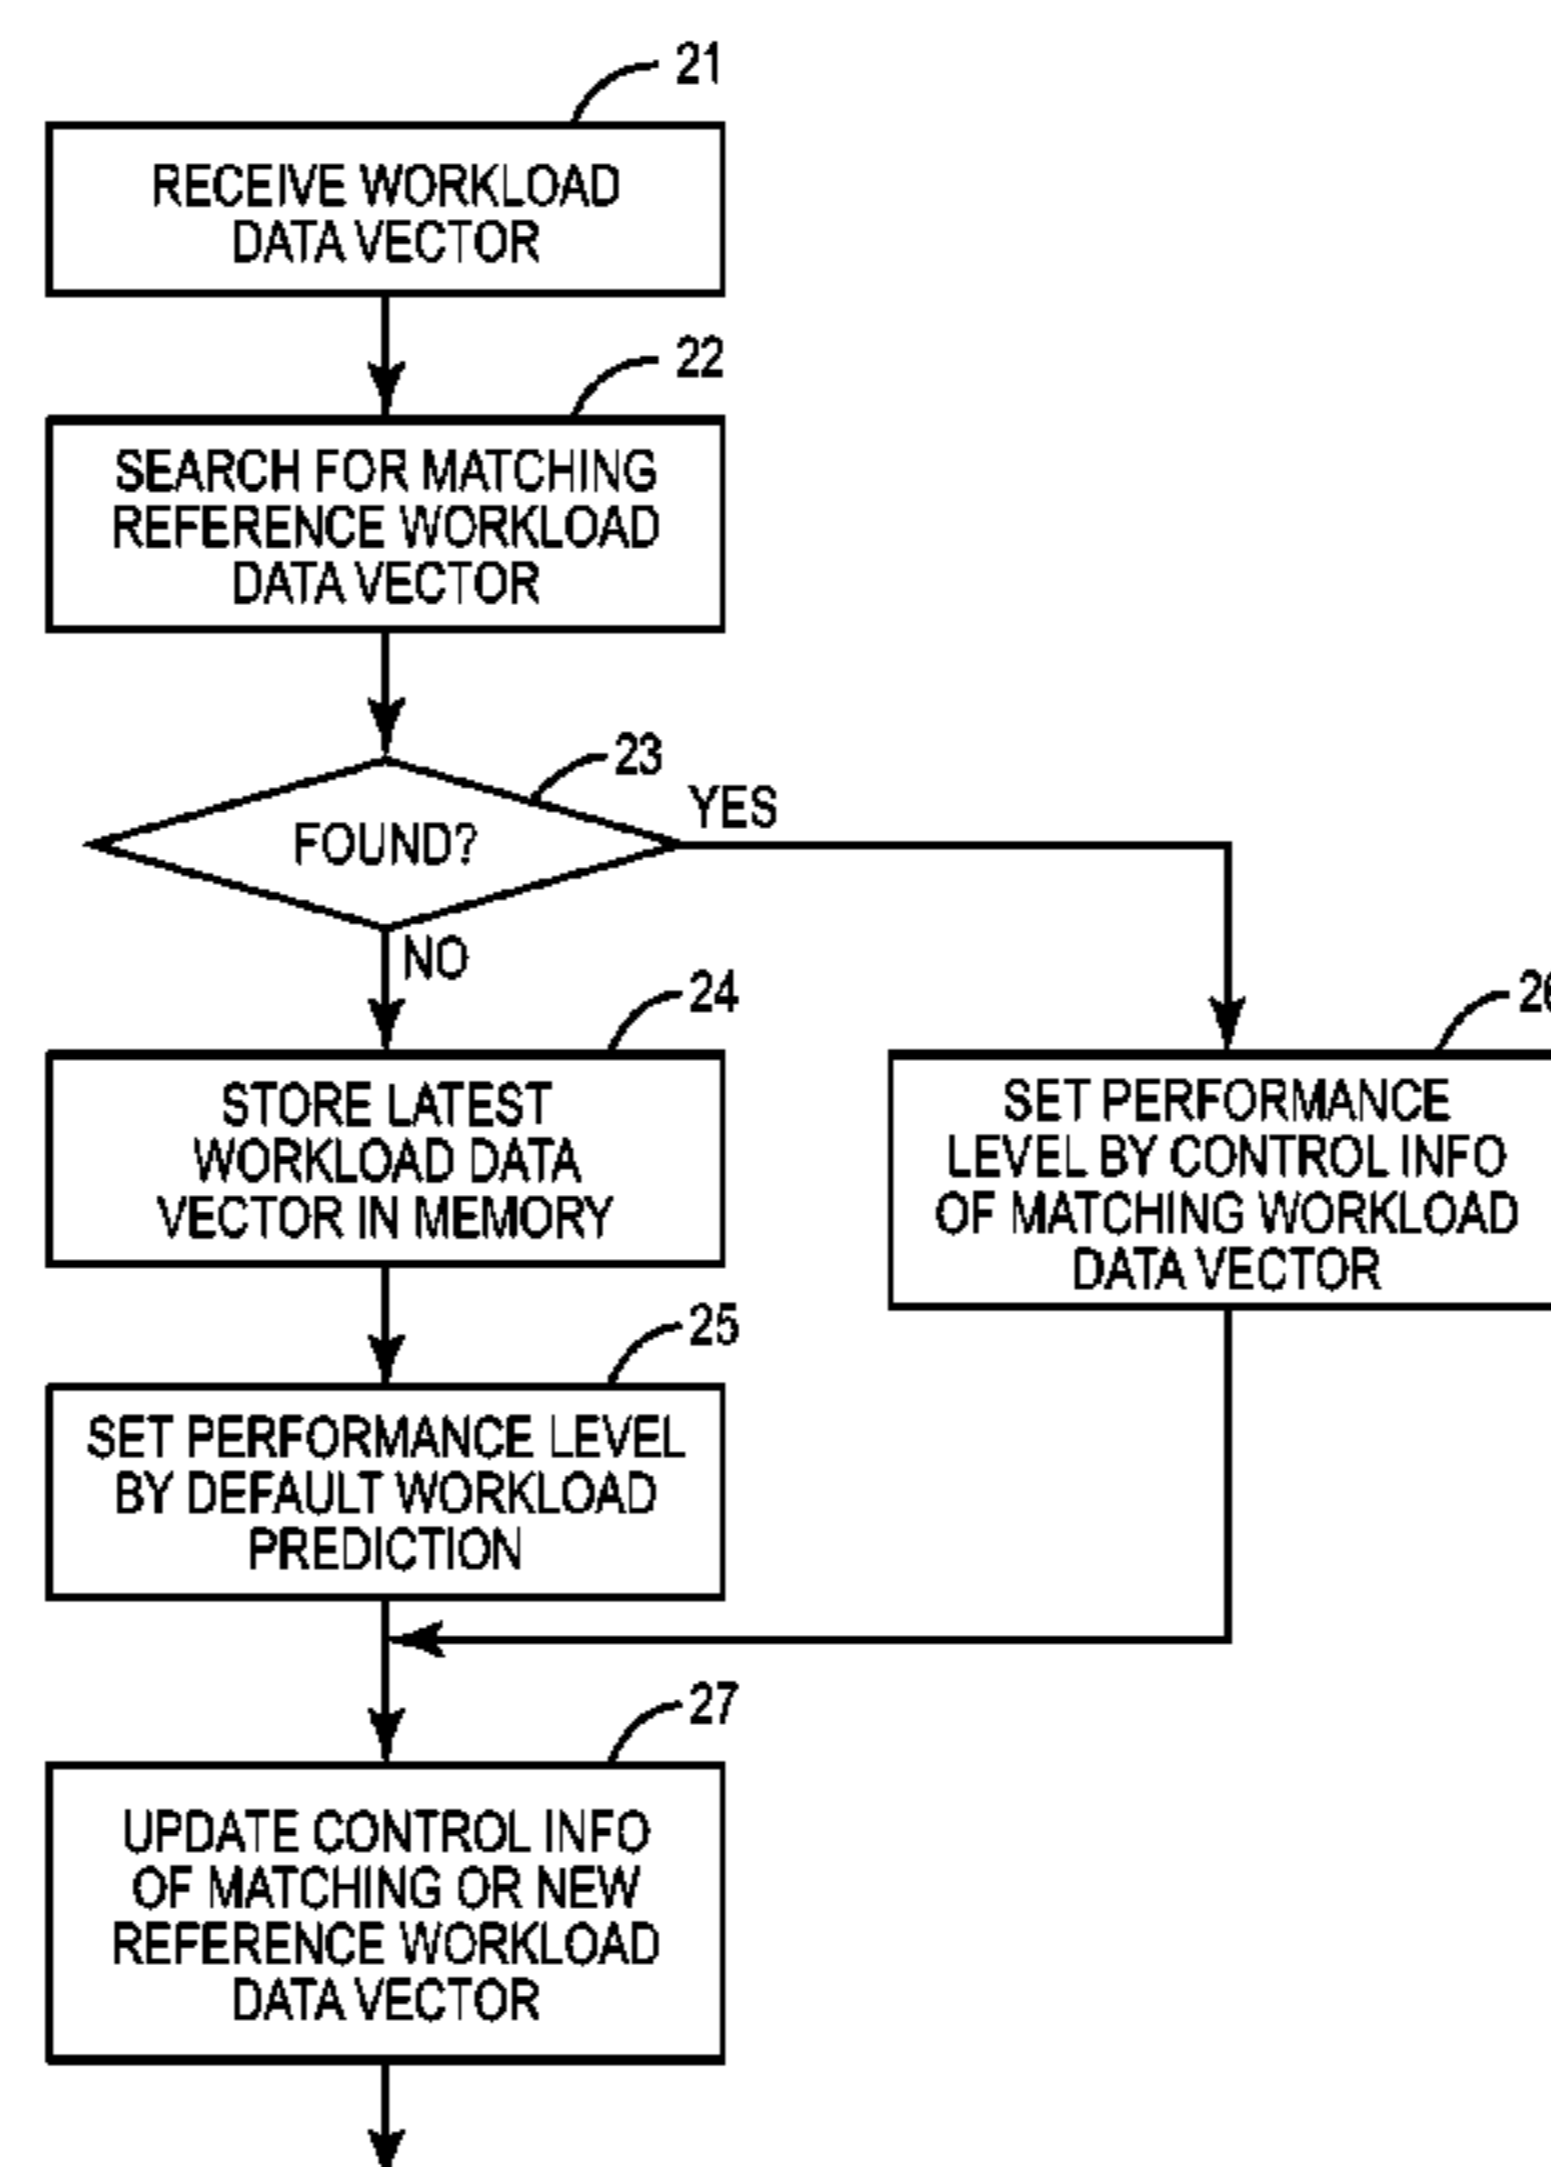 21
RECEIVE WORKLOAD
DATA VECTOR
22
SEARCH FOR MATCHING
REFERENCE WORKLOAD
DATA VECTOR
23
FOUND?
YES
NO
24
STORE LATEST
WORKLOAD DATA
VECTOR IN MEMORY
26
SET PERFORMANCE
LEVEL BY CONTROL INFO
OF MATCHING WORKLOAD
DATA VECTOR
25
SET PERFORMANCE LEVEL
BY DEFAULT WORKLOAD
PREDICTION
27
UPDATE CONTROL INFO
OF MATCHING OR NEW
REFERENCE WORKLOAD
DATA VECTOR